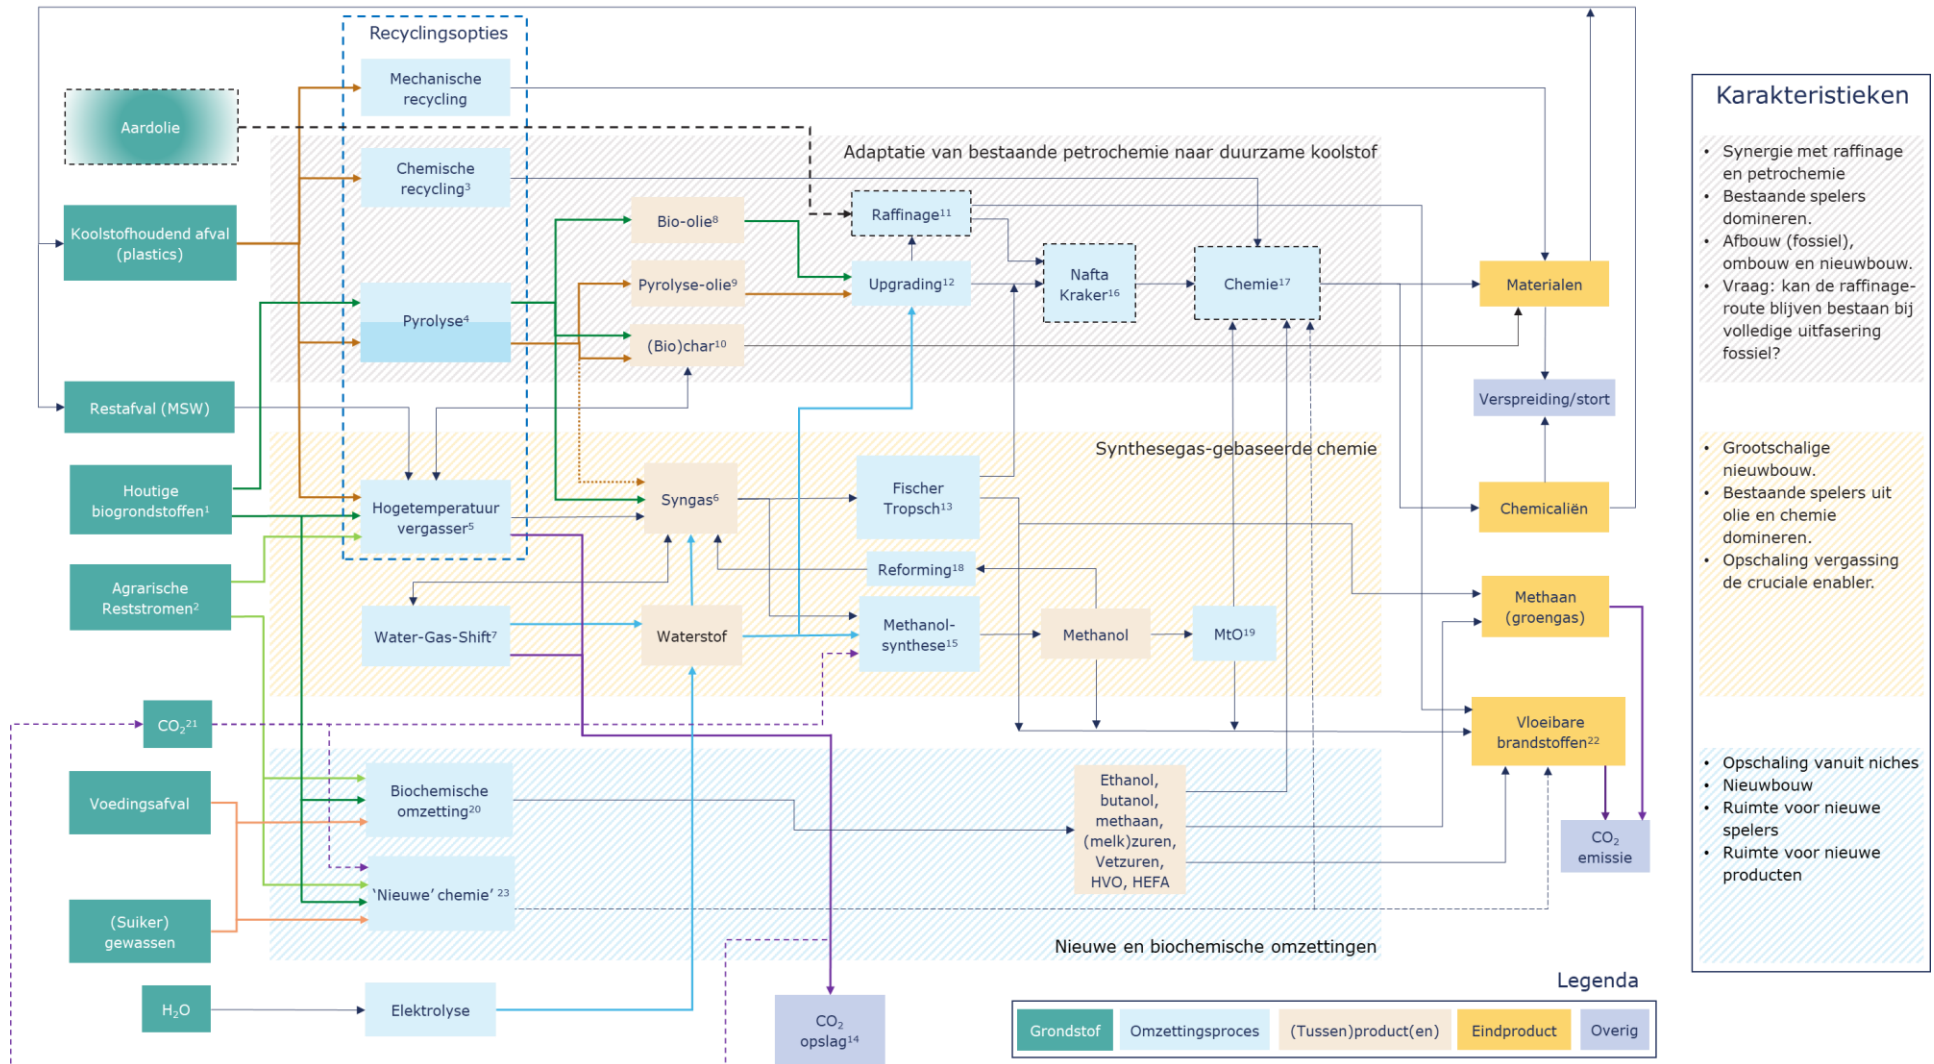 Recyclingsopties
Mechanische
recycling
Aardolie
Adaptatie van bestaande petrochemie naar duurzame koolstof
Chemische
recycling³
Koolstofhoudend afval
(plastics)
Bio-olie⁸
Raffinage¹¹
Pyrolyse-olie⁹
Upgrading¹²
Nafta
Kraker¹⁶
Chemie¹⁷
Materialen
Pyrolyse⁴
(Bio)char¹⁰
Restafval (MSW)
Verspreiding/stort
Synthesegas-gebaseerde chemie
Houtige
biogrondstoffen¹
Hogetemperatuur
vergasser⁵
Syngas⁶
Fischer
Tropsch¹³
Chemicaliën
Agrarische
Reststromen²
Reforming¹⁸
Methaan
(groengas)
Water-Gas-Shift⁷
Waterstof
Methanol-
synthese¹⁵
Methanol
MtO¹⁹
CO₂²¹
Vloeibare
brandstoffen²²
Voedingsafval
Biochemische
omzetting²⁰
Ethanol,
butanol,
methaan,
(melk)zuren,
Vetzuren,
HVO, HEFA
CO₂
emissie
‘Nieuwe’ chemie’ ²³
(Suiker)
gewassen
Nieuwe en biochemische omzettingen
H₂O
Elektrolyse
CO₂
opslag¹⁴
Karakteristieken
• Synergie met raffinage
en petrochemie
• Bestaande spelers
domineren.
• Afbouw (fossiel),
ombouw en nieuwbouw.
• Vraag: kan de raffinage-
route blijven bestaan bij
volledige uitfasering
fossiel?
• Grootschalige
nieuwbouw.
• Bestaande spelers uit
olie en chemie
domineren.
• Opschaling vergassing
de cruciale enabler.
• Opschaling vanuit niches
• Nieuwbouw
• Ruimte voor nieuwe
spelers
• Ruimte voor nieuwe
producten
Legenda
Grondstof
Omzettingsproces
(Tussen)product(en)
Eindproduct
Overig